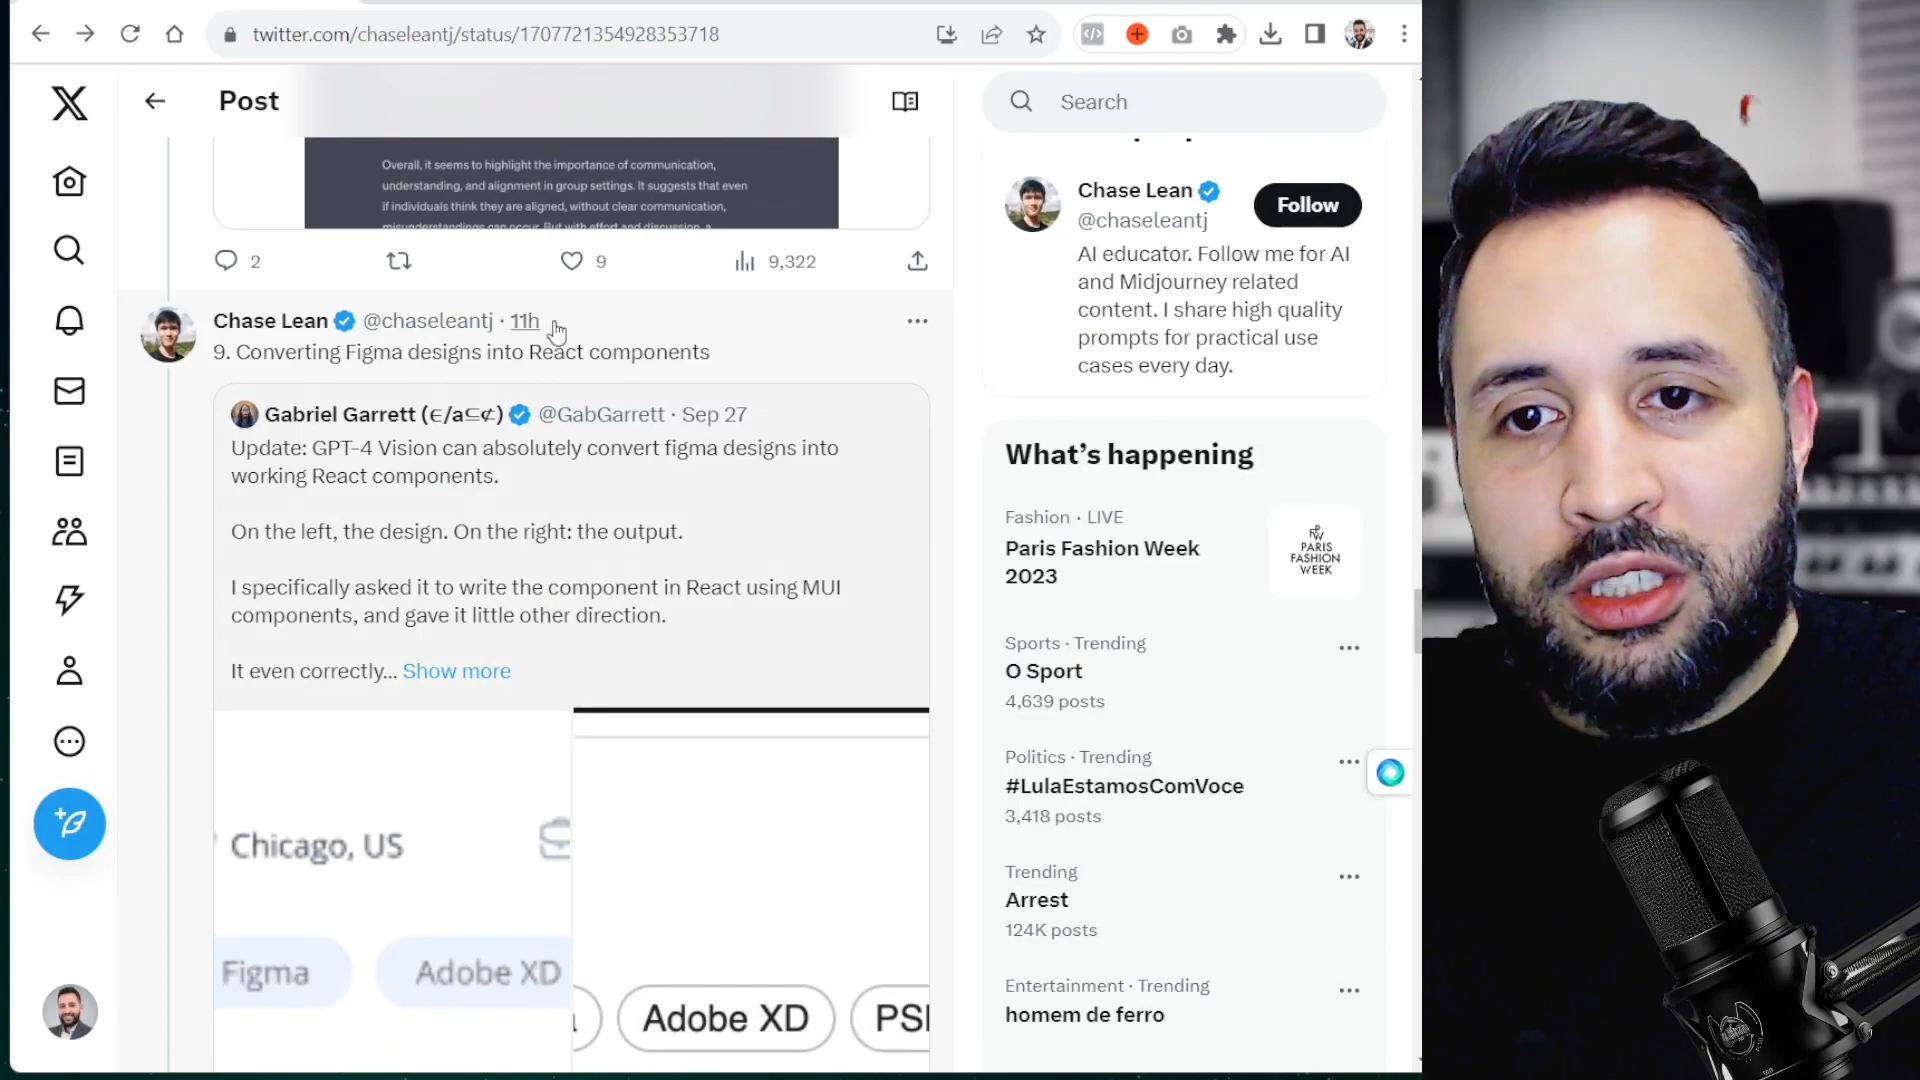 twitter.com/chaseleantj/status/1707721354928353718
Post
Overall, it seems to highlight the importance of communication,
understanding, and alignment in group settings. It suggests that even
if individuals think they are aligned, without clear communication,
misunderstandings can occur. But with effort and discussion, a
2
9
9,322
Chase Lean @chaseleantj · 11h
9. Converting Figma designs into React components
Gabriel Garrett (∈/a⊆⊄) @GabGarrett · Sep 27
Update: GPT-4 Vision can absolutely convert figma designs into
working React components.
On the left, the design. On the right: the output.
I specifically asked it to write the component in React using MUI
components, and gave it little other direction.
It even correctly... Show more
Chicago, US
Figma
Adobe XD
Adobe XD
Search
Chase Lean
@chaseleantj
Follow
AI educator. Follow me for AI
and Midjourney related
content. I share high quality
prompts for practical use
cases every day.
What's happening
Fashion · LIVE
Paris Fashion Week
2023
PARIS
FASHION
WEEK
Sports · Trending
O Sport
4,639 posts
Politics · Trending
#LulaEstamosComVoce
3,418 posts
Trending
Arrest
124K posts
Entertainment · Trending
homem de ferro